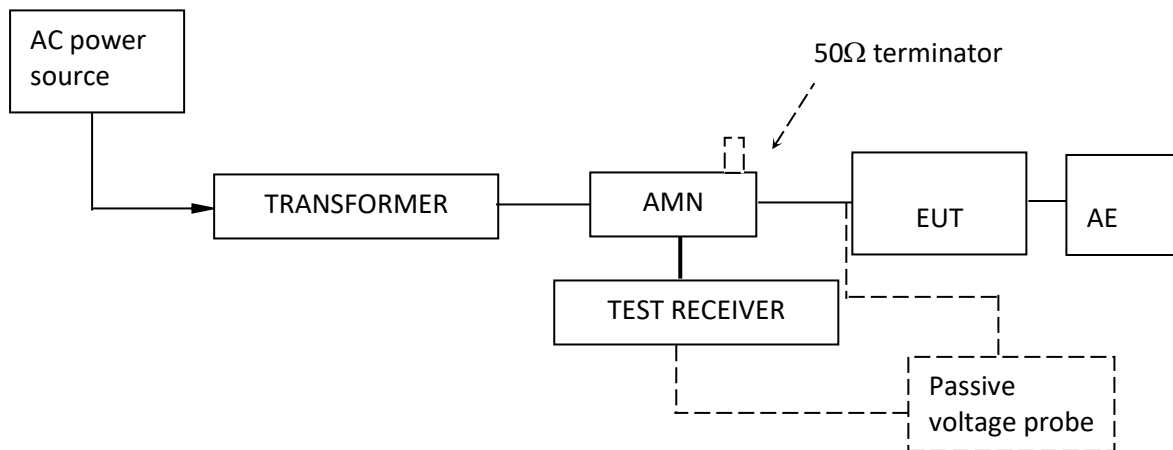 AC power
source
50Ω terminator
TRANSFORMER
AMN
EUT
AE
TEST RECEIVER
Passive
voltage probe